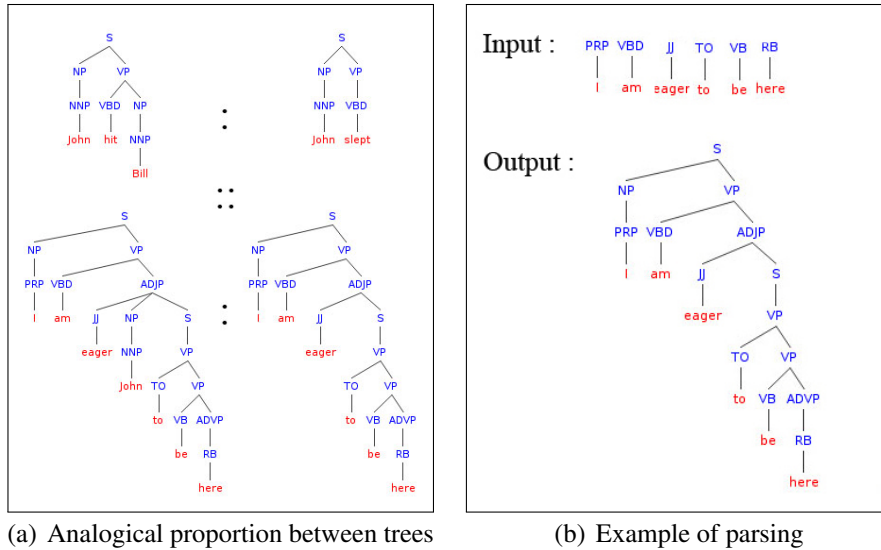 S S
NP VP NP VP
NNP VBD NP : NNP VBD
John hit NNP John slept
Bill
::
S S
NP VP NP VP
PRP VBD ADJP PRP VBD ADJP
I am JJ NP S : I am JJ S
eager NNP VP eager VP
John TO VP TO VP
to VB ADVP to VB ADVP
be RB be RB
here here
(a) Analogical proportion between trees
Input : PRP VBD JJ TO VB RB
I am eager to be here
Output : S
NP VP
PRP VBD ADJP
I am JJ S
eager VP
TO VP
to VB ADVP
be RB
here
(b) Example of parsing